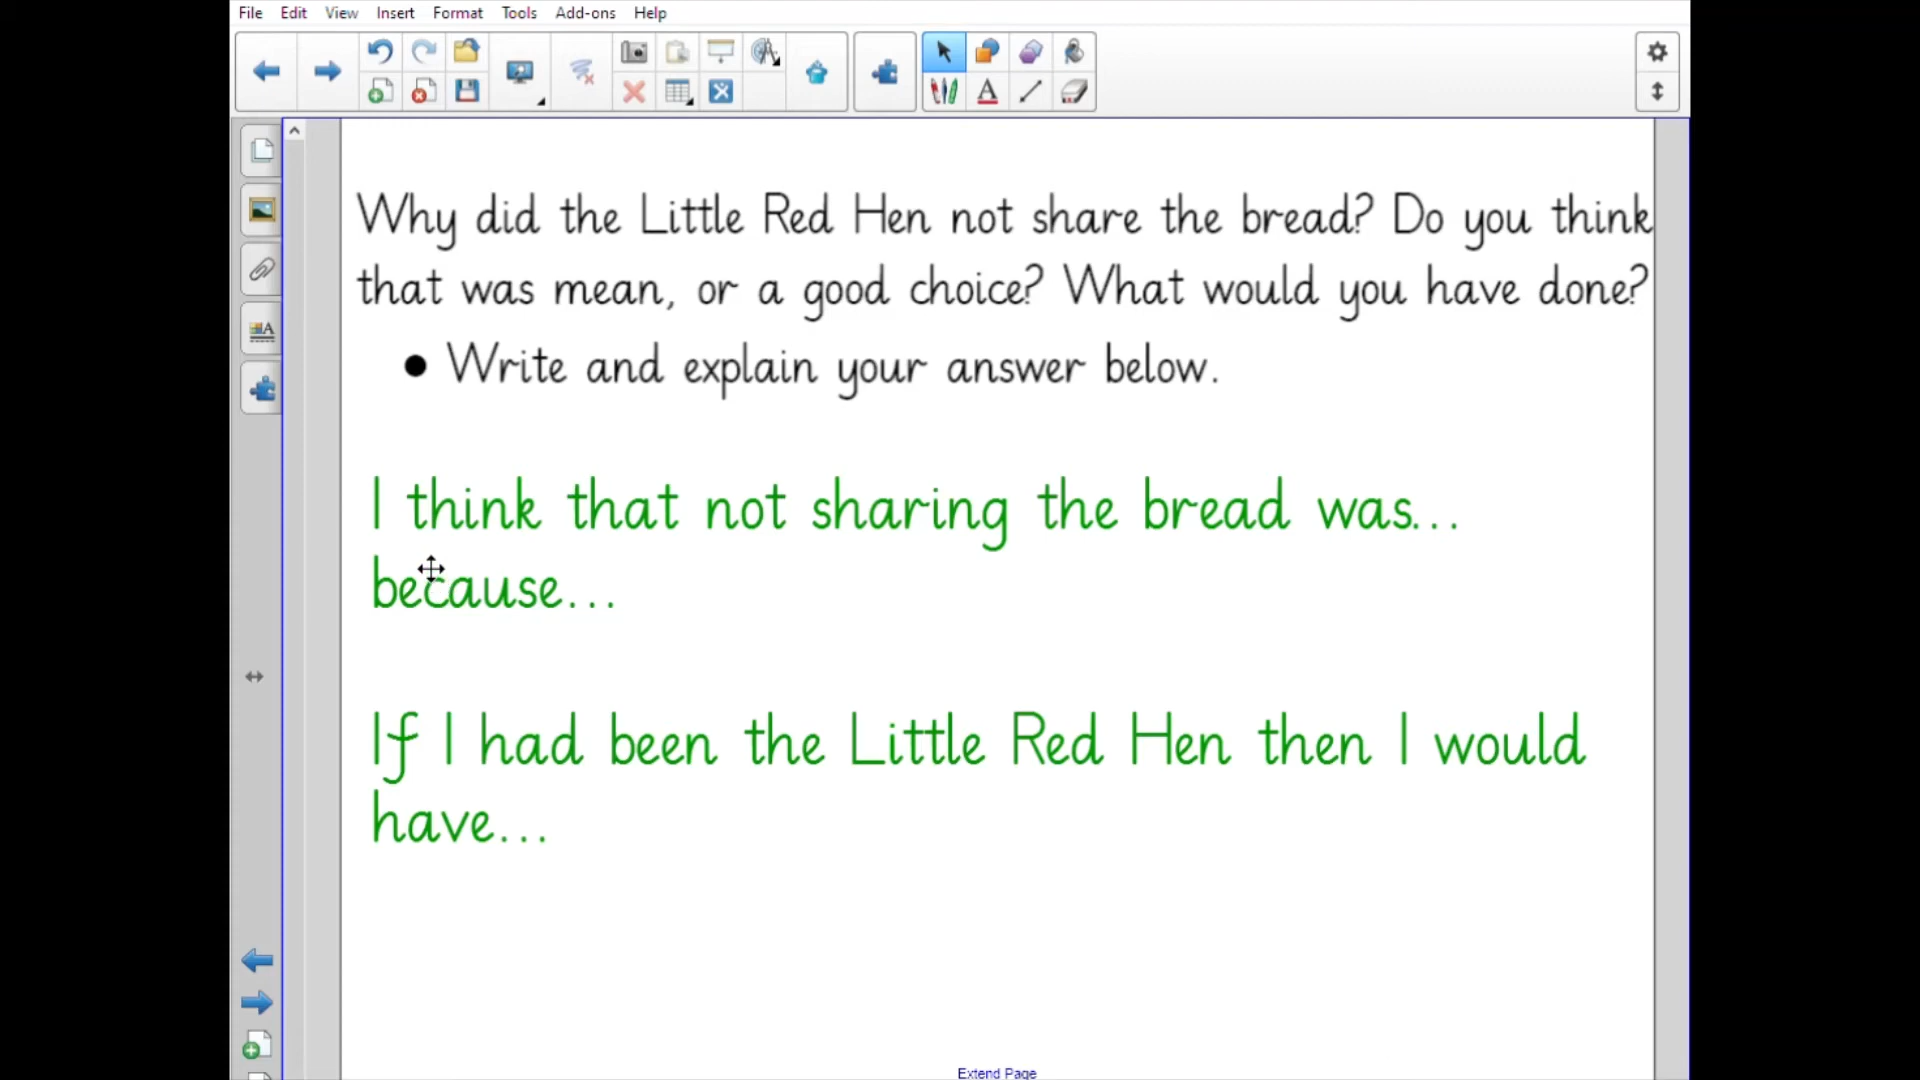 File Edit View Insert Format Tools Add-ons Help
Why did the Little Red Hen not share the bread? Do you think
that was mean, or a good choice? What would you have done?
● Write and explain your answer below.
I think that not sharing the bread was...
because...
If I had been the Little Red Hen then I would
have...
Extend Page